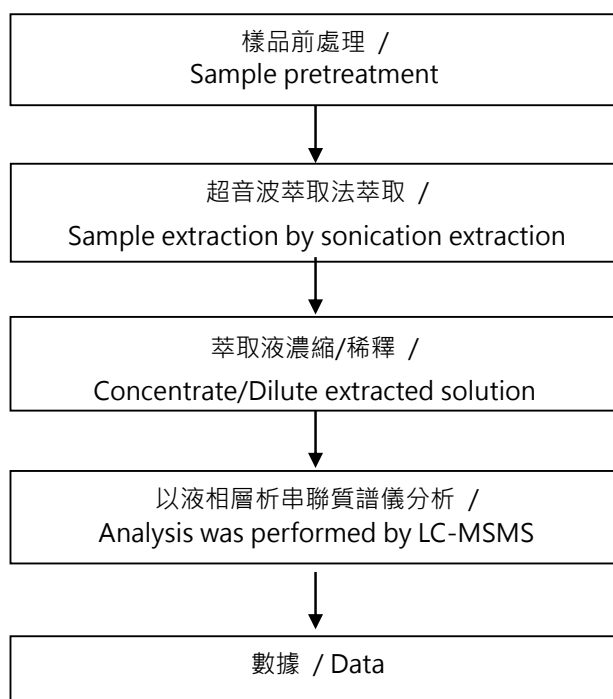 樣品前處理 /
Sample pretreatment
超音波萃取法萃取 /
Sample extraction by sonication extraction
萃取液濃縮/稀釋 /
Concentrate/Dilute extracted solution
以液相層析串聯質譜儀分析 /
Analysis was performed by LC-MSMS
數據 / Data